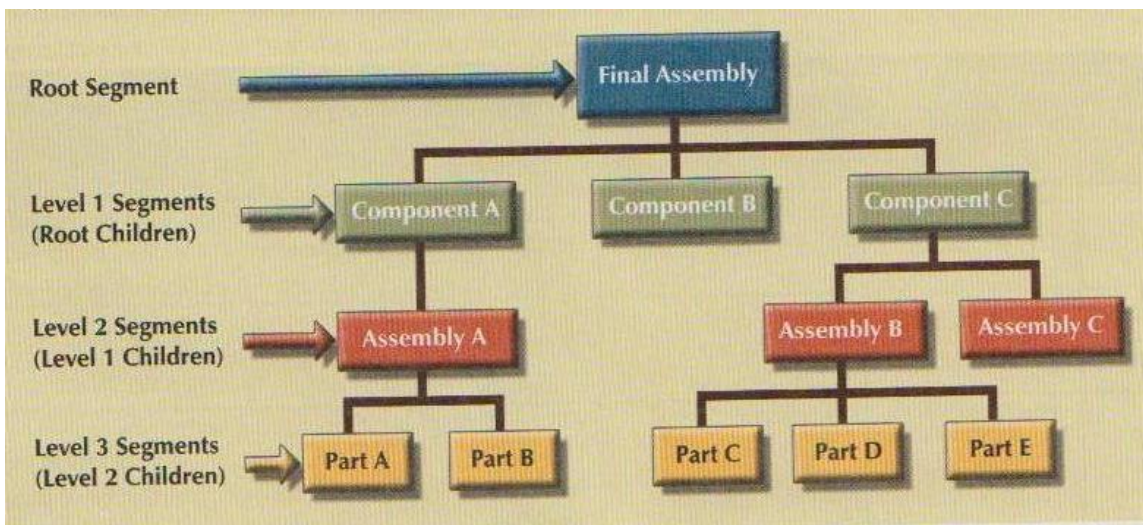 Root Segment
Final Assembly
Level 1 Segments
(Root Children)
Component A
Component B
Component C
Level 2 Segments
(Level 1 Children)
Assembly A
Assembly B
Assembly C
Level 3 Segments
(Level 2 Children)
Part A
Part B
Part C
Part D
Part E